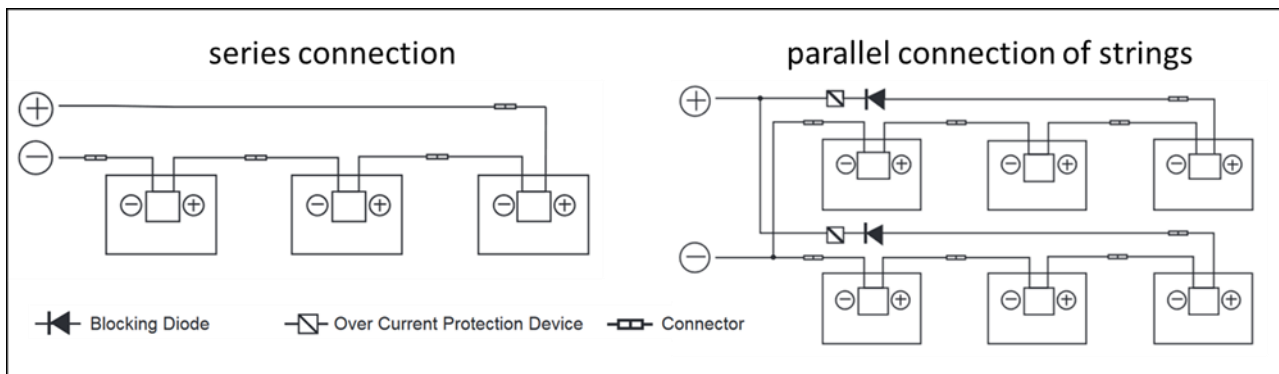 series connection
parallel connection of strings
+
−
− + − + − +
+
− + − + − +
−
− + − + − +
Blocking Diode Over Current Protection Device Connector